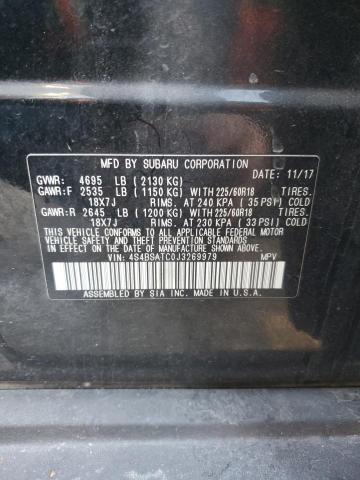 MFD BY SUBARU CORPORATION
GVWR: 4695 LB (2130 KG) DATE: 11/17
GAWR:F 2535 LB (1150 KG) WITH 225/60R18 TIRES.
18X7J RIMS. AT 240 KPA (35 PSI) COLD
GAWR:R 2645 LB (1200 KG) WITH 225/60R18 TIRES.
18X7J RIMS. AT 230 KPA (33 PSI) COLD
THIS VEHICLE CONFORMS TO ALL APPLICABLE FEDERAL MOTOR
VEHICLE SAFETY, BUMPER, AND THEFT PREVENTION STANDARDS
IN EFFECT ON THE DATE OF MANUFACTURE SHOWN ABOVE.
VIN: 4S4BSATC0J3269979 MPV
ASSEMBLED BY SIA INC. MADE IN U.S.A.